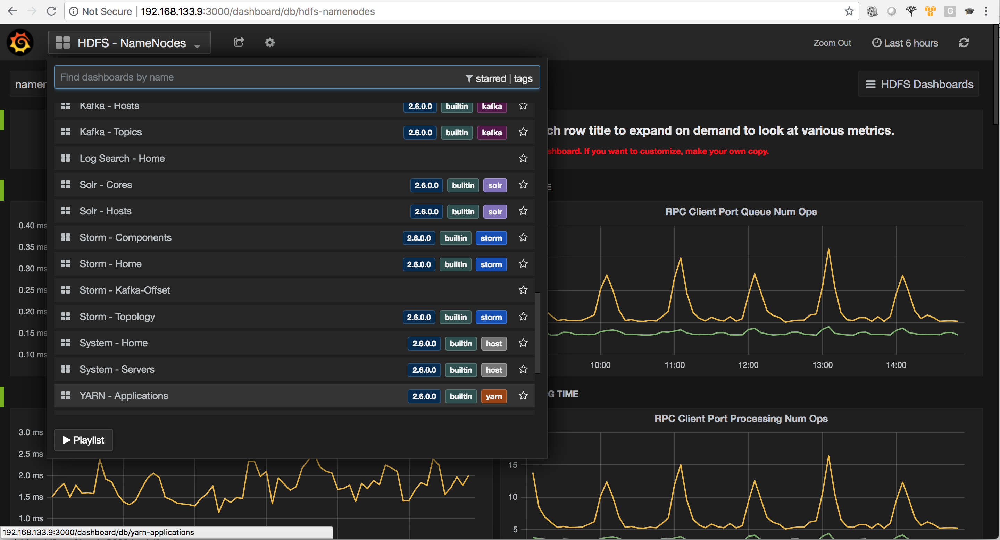 Not Secure 192.168.133.9:3000/dashboard/db/hdfs-namenodes
G
HDFS - NameNodes
Zoom Out Last 6 hours
Find dashboards by name starred | tags
HDFS Dashboards
Kafka - Hosts 2.6.0.0 builtin kafka
Kafka - Topics 2.6.0.0 builtin kafka
Log Search - Home
Solr - Cores 2.6.0.0 builtin solr
Solr - Hosts 2.6.0.0 builtin solr
Storm - Components 2.6.0.0 builtin storm
Storm - Home 2.6.0.0 builtin storm
Storm - Kafka-Offset
Storm - Topology 2.6.0.0 builtin storm
System - Home 2.6.0.0 builtin host
System - Servers 2.6.0.0 builtin host
YARN - Applications 2.6.0.0 builtin yarn
Playlist
row title to expand on demand to look at various metrics.
If you want to customize, make your own copy.
0.40 ms
0.35 ms
0.30 ms
0.25 ms
0.20 ms
0.15 ms
0.10 ms
RPC Client Port Queue Num Ops
10:00 11:00 12:00 13:00 14:00
TIME
3.0 ms
2.5 ms
2.0 ms
1.5 ms
1.0 ms
RPC Client Port Processing Num Ops
15
10
5
192.168.133.9:3000/dashboard/db/yarn-applications